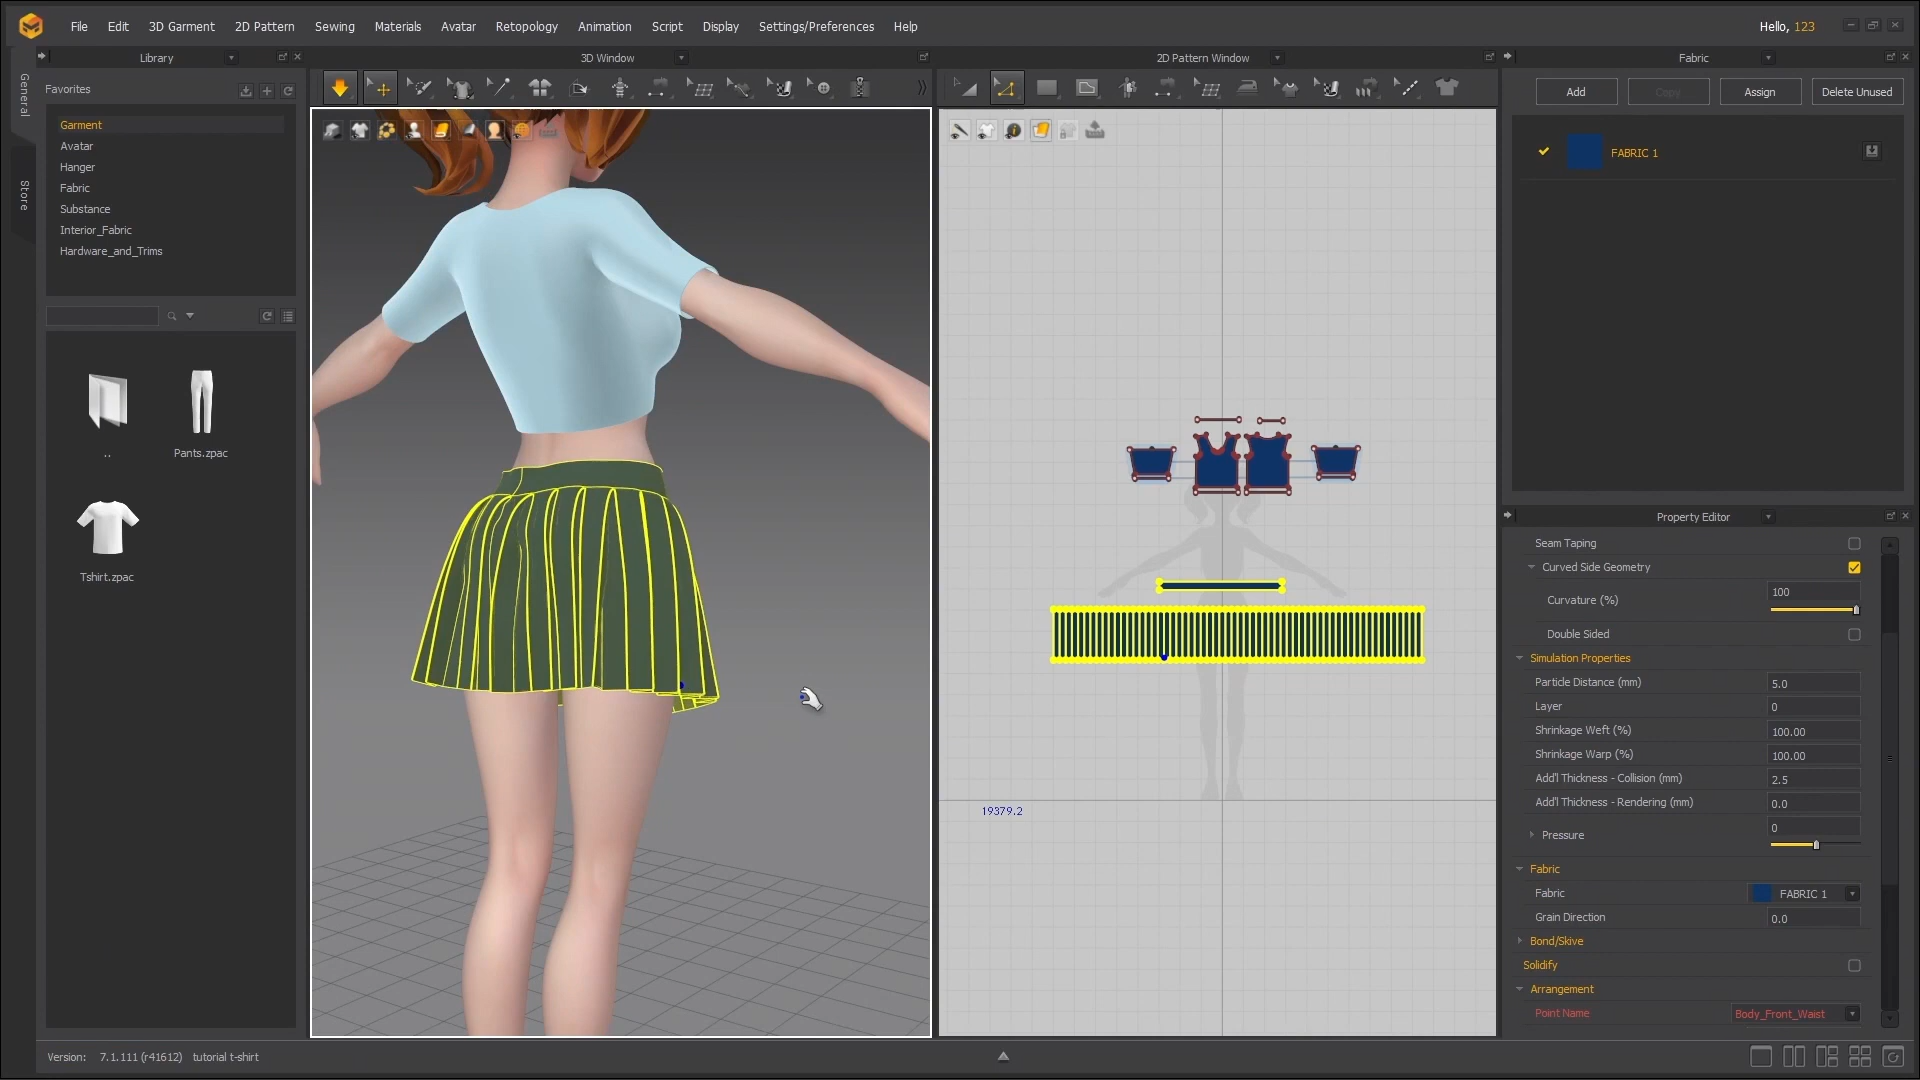 File Edit 3D Garment 2D Pattern Sewing Materials Avatar Retopology Animation Script Display Settings/Preferences Help Hello, 123
Library 3D Window 2D Pattern Window Fabric
General
Store
Favorites
Garment
Avatar
Hanger
Fabric
Substance
Interior_Fabric
Hardware_and_Trims
..
Pants.zpac
Tshirt.zpac
19379.2
Add Copy Assign Delete Unused
FABRIC 1
Property Editor
Seam Taping
Curved Side Geometry
Curvature (%) 100
Double Sided
Simulation Properties
Particle Distance (mm) 5.0
Layer 0
Shrinkage Weft (%) 100.00
Shrinkage Warp (%) 100.00
Add'l Thickness - Collision (mm) 2.5
Add'l Thickness - Rendering (mm) 0.0
Pressure 0
Fabric
Fabric FABRIC 1
Grain Direction 0.0
Bond/Skive
Solidify
Arrangement
Point Name Body_Front_Waist
Version: 7.1.111 (r41612) tutorial t-shirt